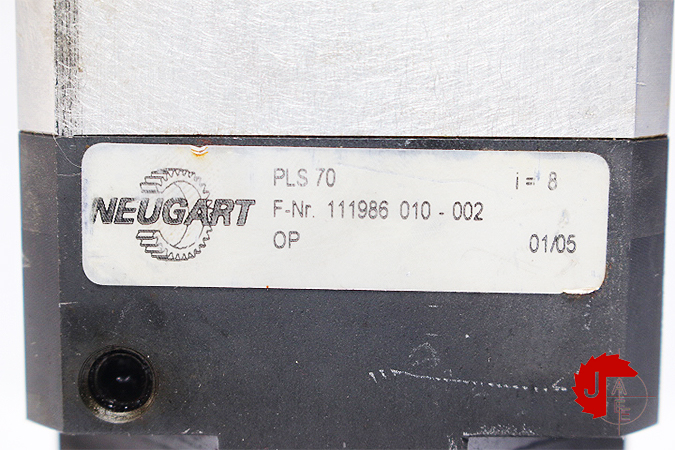 NEUGART
PLS 70 i = 8
F-Nr. 111986 010 - 002
OP 01/05
J